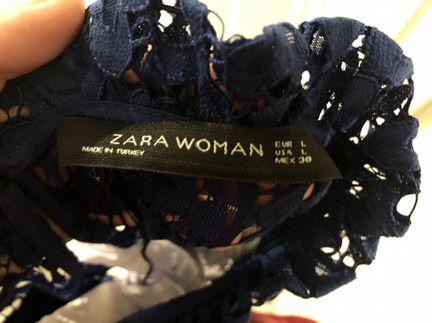 ZARA WOMAN
MADE IN TURKEY
EUR L
USA L
MEX 30